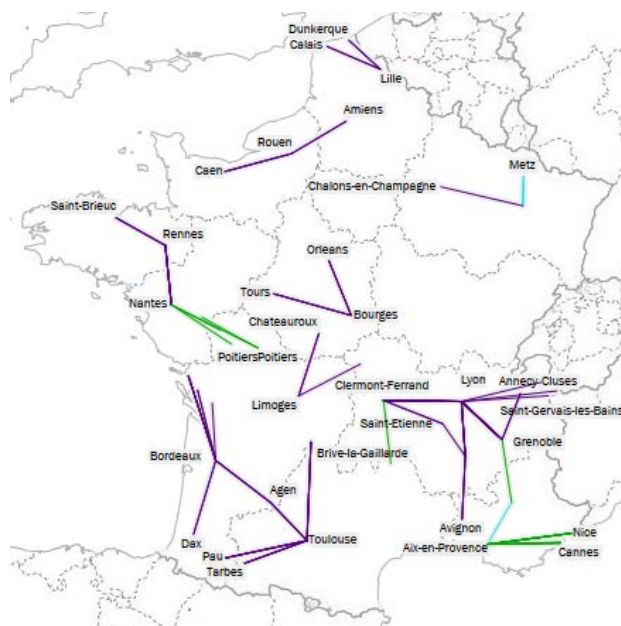 Dunkerque
Calais
Lille
Amiens
Rouen
Caen
Metz
Chalons-en-Champagne
Saint-Brieuc
Rennes
Orleans
Nantes
Tours
Bourges
Chateauroux
PoitiersPoitiers
Clermont-Ferrand
Lyon
Annecy-Cluses
Limoges
Saint-Gervais-les-Bains
Saint-Etienne
Grenoble
Bordeaux
Brive-la-Gaillarde
Agen
Avignon
Dax
Toulouse
Nice
Pau
Aix-en-Provence
Cannes
Tarbes